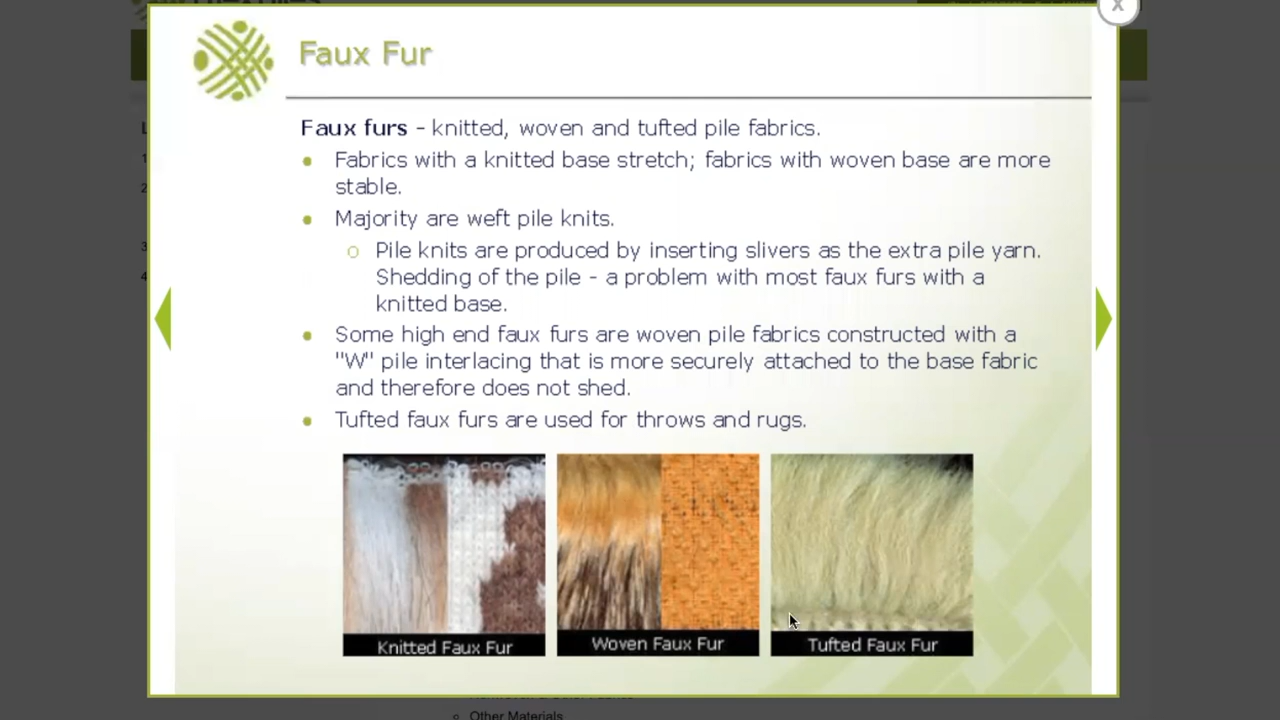 X
Faux Fur
Faux furs - knitted, woven and tufted pile fabrics.
Fabrics with a knitted base stretch; fabrics with woven base are more
stable.
Majority are weft pile knits.
Pile knits are produced by inserting slivers as the extra pile yarn.
Shedding of the pile - a problem with most faux furs with a
knitted base.
Some high end faux furs are woven pile fabrics constructed with a
"W" pile interlacing that is more securely attached to the base fabric
and therefore does not shed.
Tufted faux furs are used for throws and rugs.
Knitted Faux Fur
Woven Faux Fur
Tufted Faux Fur
Other Materials